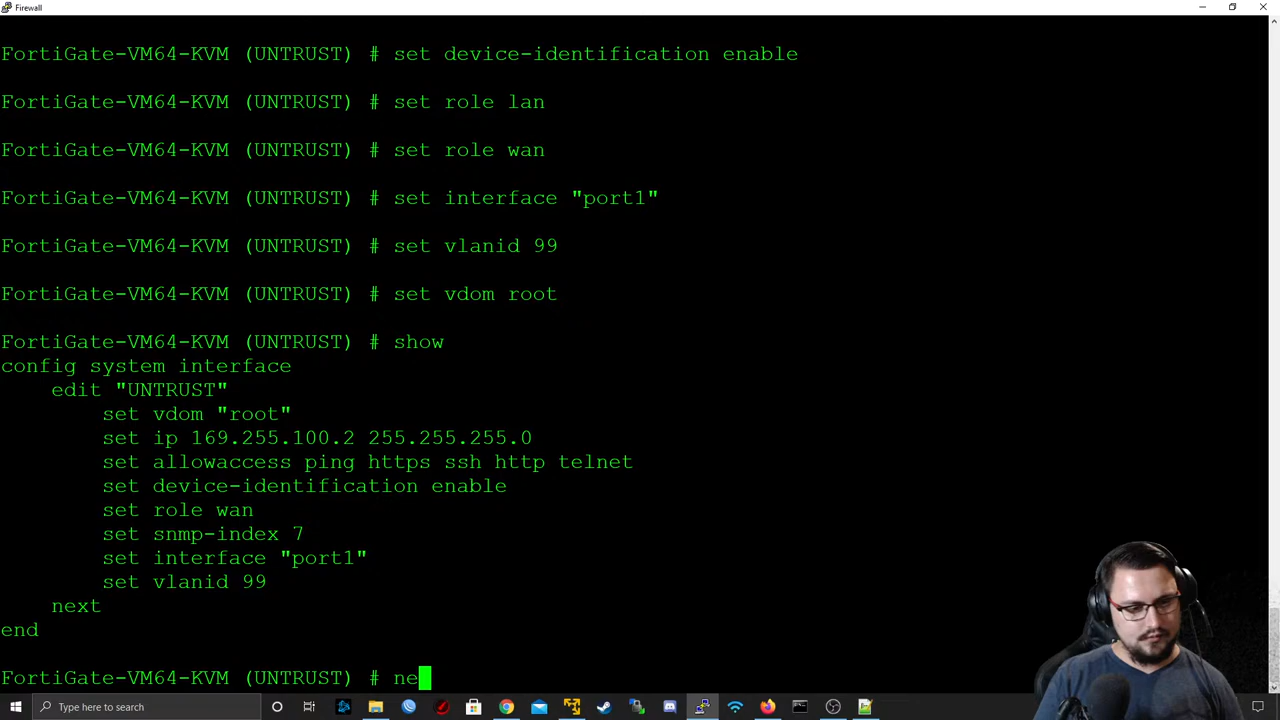 Firewall
FortiGate-VM64-KVM (UNTRUST) # set device-identification enable
FortiGate-VM64-KVM (UNTRUST) # set role lan
FortiGate-VM64-KVM (UNTRUST) # set role wan
FortiGate-VM64-KVM (UNTRUST) # set interface "port1"
FortiGate-VM64-KVM (UNTRUST) # set vlanid 99
FortiGate-VM64-KVM (UNTRUST) # set vdom root
FortiGate-VM64-KVM (UNTRUST) # show
config system interface
    edit "UNTRUST"
        set vdom "root"
        set ip 169.255.100.2 255.255.255.0
        set allowaccess ping https ssh http telnet
        set device-identification enable
        set role wan
        set snmp-index 7
        set interface "port1"
        set vlanid 99
    next
end
FortiGate-VM64-KVM (UNTRUST) # ne
Type here to search